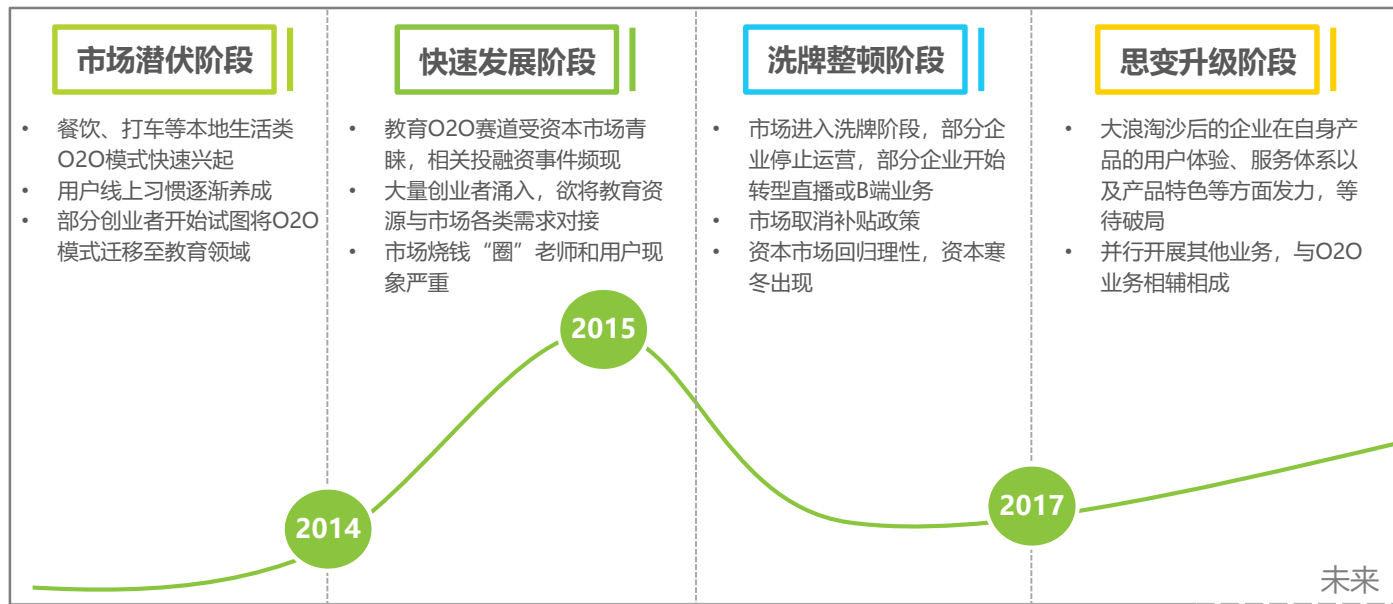 市场潜伏阶段
• 餐饮、打车等本地生活类
O2O模式快速兴起
• 用户线上习惯逐渐养成
• 部分创业者开始试图将O2O
模式迁移至教育领域
快速发展阶段
• 教育O2O赛道受资本市场青
睐，相关投融资事件频现
• 大量创业者涌入，欲将教育资
源与市场各类需求对接
• 市场烧钱“圈”老师和用户现
象严重
洗牌整顿阶段
• 市场进入洗牌阶段，部分企
业停止运营，部分企业开始
转型直播或B端业务
• 市场取消补贴政策
• 资本市场回归理性，资本寒
冬出现
思变升级阶段
• 大浪淘沙后的企业在自身产
品的用户体验、服务体系以
及产品特色等方面发力，等
待破局
• 并行开展其他业务，与O2O
业务相辅相成
2014
2015
2017
未来